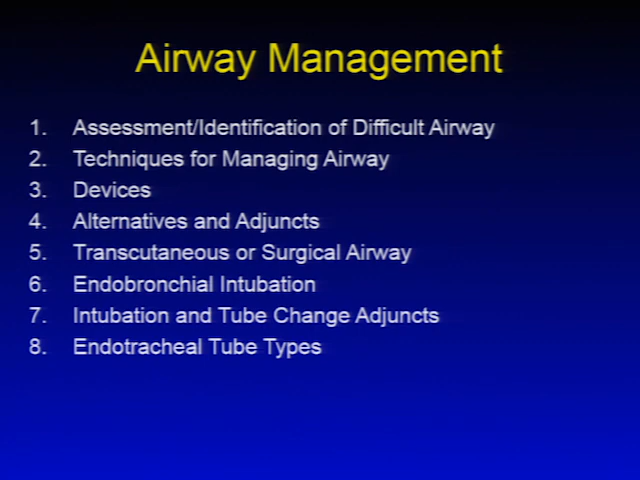 Airway Management
1. Assessment/Identification of Difficult Airway
2. Techniques for Managing Airway
3. Devices
4. Alternatives and Adjuncts
5. Transcutaneous or Surgical Airway
6. Endobronchial Intubation
7. Intubation and Tube Change Adjuncts
8. Endotracheal Tube Types